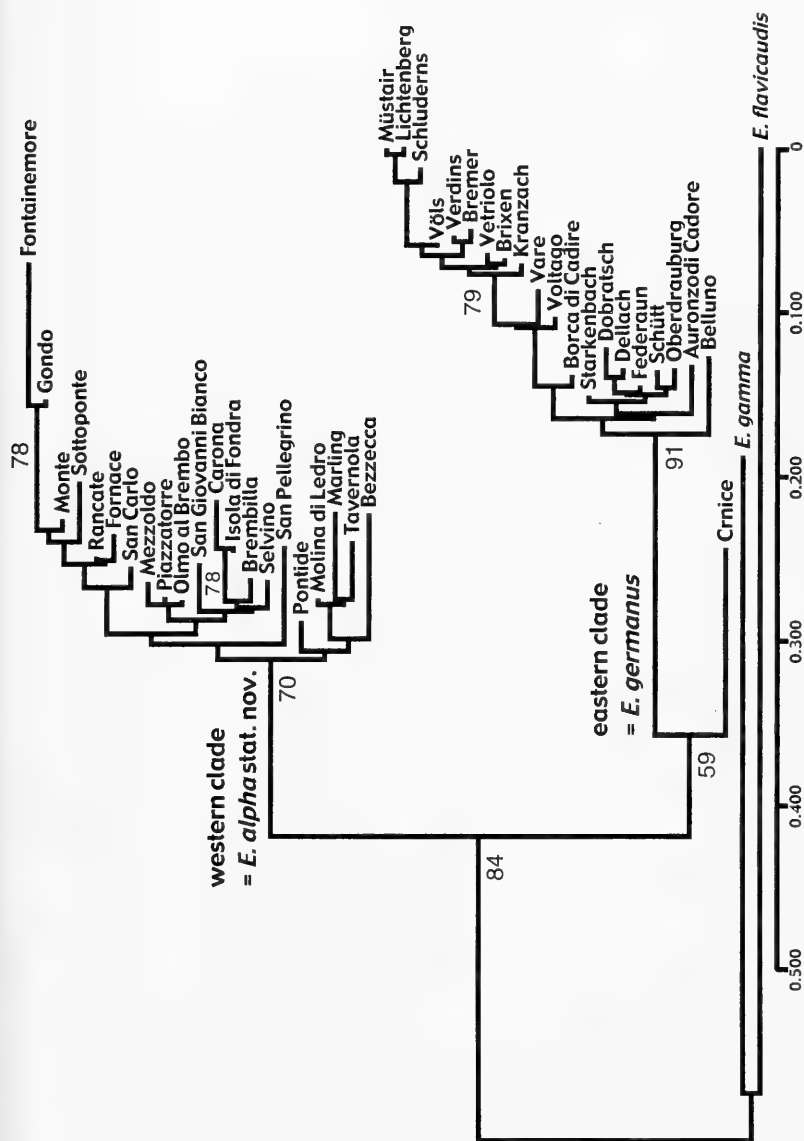 Fontainemore
Gondo
78
Monte
Sottoponte
Rancate
Fornace
San Carlo
Mezzoldo
Piazzatorre
Olmo al Brembo
San Giovanni Bianco
Carona
Isola di Fondra
78
Brembilla
Selvino
San Pellegrino
Pontide
Molina di Ledro
Marling
Tavernola
Bezzecca
70
western clade
= E. alpha stat. nov.
Müstair
Lichtenberg
Schluderns
Völs
Verdins
Bremer
Vetriolo
Brixen
Kranzach
79
Vare
Voltago
Borca di Cadire
Starkenbach
Dobratsch
Dellach
Federaun
Schütt
Oberdrauburg
Auronzodi Cadore
Belluno
91
eastern clade
= E. germanus
Crnice
59
84
E. gamma
E. flavicaudis
0.500
0.400
0.300
0.200
0.100
0